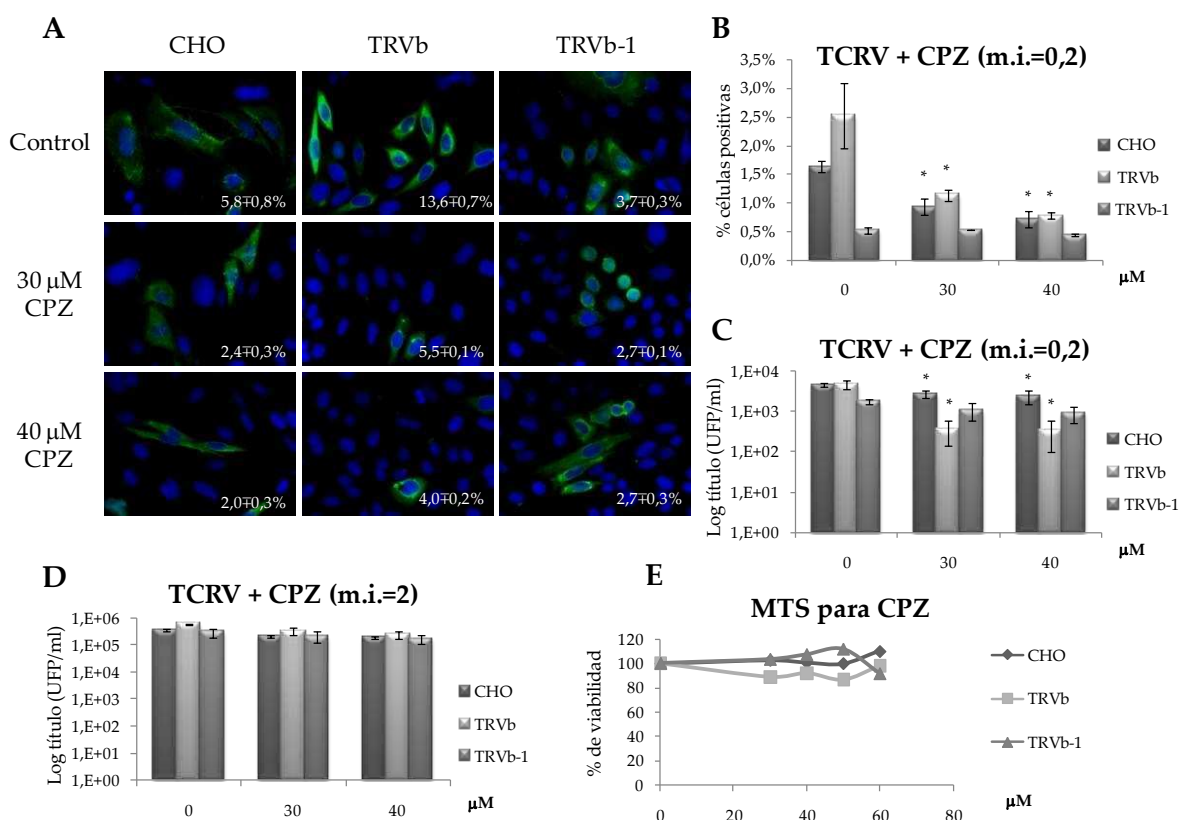 A
CHO TRVb TRVb-1
Control
5,8∓0,8% 13,6∓0,7% 3,7∓0,3%
30 µM
CPZ
2,4∓0,3% 5,5∓0,1% 2,7∓0,1%
40 µM
CPZ
2,0∓0,3% 4,0∓0,2% 2,7∓0,3%
B
TCRV + CPZ (m.i.=0,2)
% células positivas
3,5%
3,0%
2,5%
2,0%
1,5%
1,0%
0,5%
0,0%
* * * *
0 30 40
µM
CHO
TRVb
TRVb-1
C
TCRV + CPZ (m.i.=0,2)
Log título (UFP/ml)
1,E+04
1,E+03
1,E+02
1,E+01
1,E+00
* * * *
0 30 40
µM
CHO
TRVb
TRVb-1
D
TCRV + CPZ (m.i.=2)
Log título (UFP/ml)
1,E+06
1,E+05
1,E+04
1,E+03
1,E+02
1,E+01
1,E+00
0 30 40
µM
CHO
TRVb
TRVb-1
E
MTS para CPZ
% de viabilidad
120
100
80
60
40
20
0
0 20 40 60 80
µM
CHO
TRVb
TRVb-1